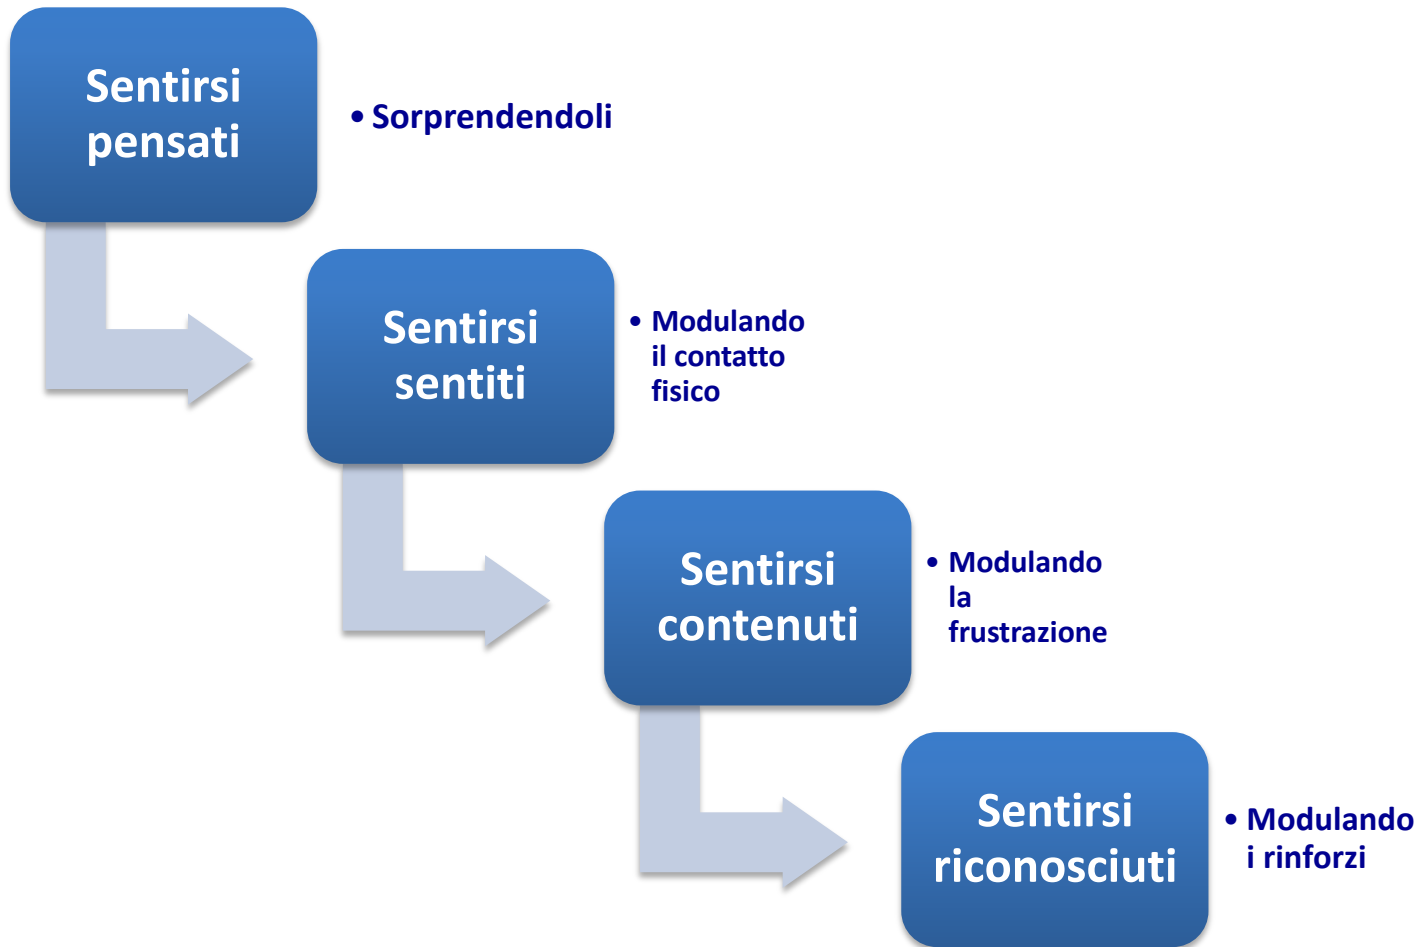 Sentirsi
pensati
• Sorprendendoli
Sentirsi
sentiti
• Modulando
il contatto
fisico
Sentirsi
contenuti
• Modulando
la
frustrazione
Sentirsi
riconosciuti
• Modulando
i rinforzi